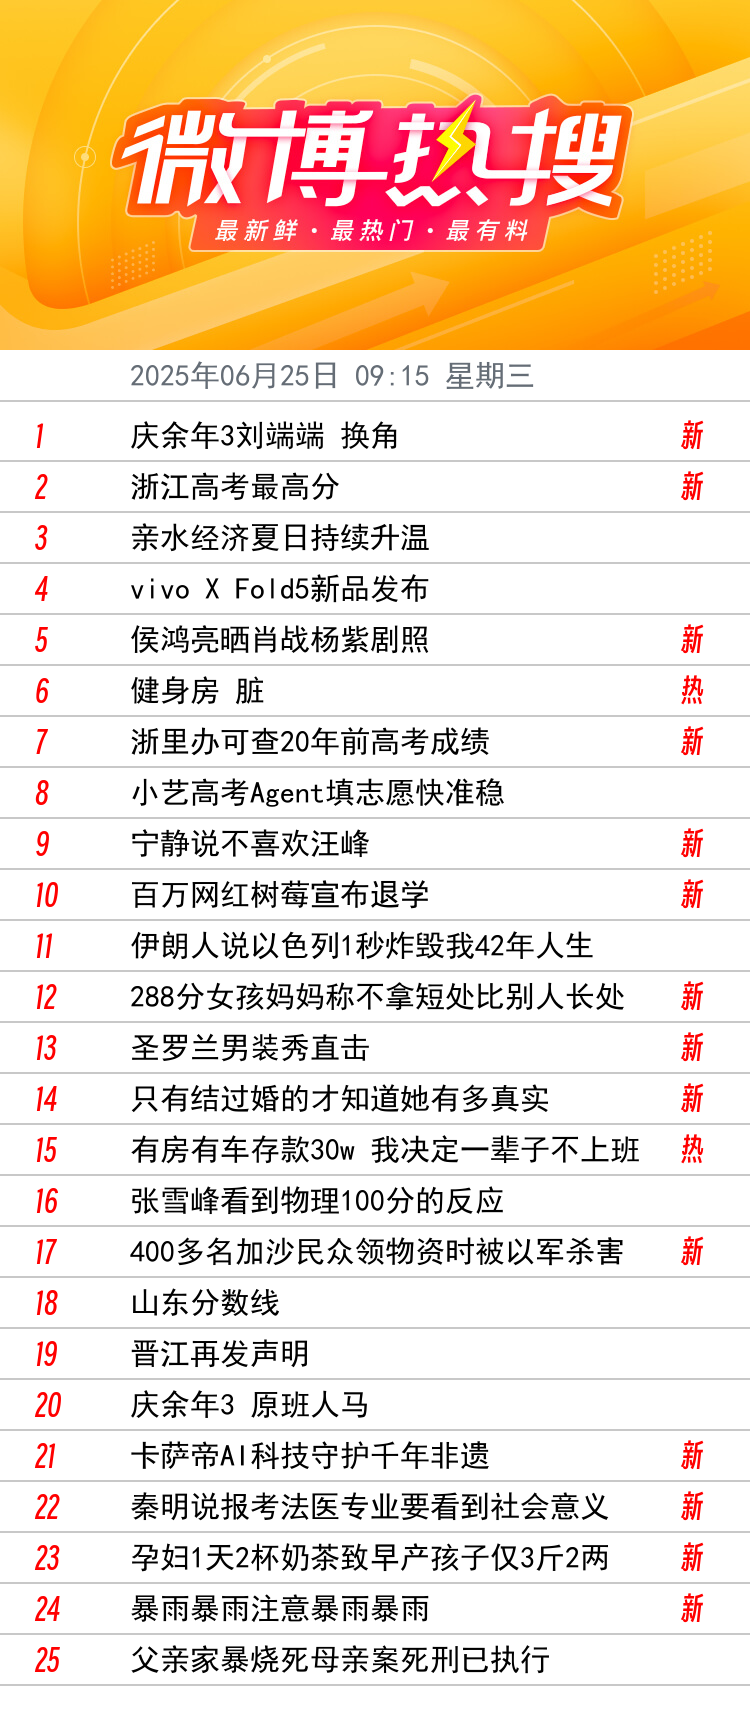 微博热搜
最新鲜·最热门·最有料
2025年06月25日 09:15 星期三
1 庆余年3刘端端 换角 新
2 浙江高考最高分 新
3 亲水经济夏日持续升温
4 vivo X Fold5新品发布
5 侯鸿亮晒肖战杨紫剧照 新
6 健身房 脏 热
7 浙里办可查20年前高考成绩 新
8 小艺高考Agent填志愿快准稳
9 宁静说不喜欢汪峰 新
10 百万网红树莓宣布退学 新
11 伊朗人说以色列1秒炸毁我42年人生
12 288分女孩妈妈称不拿短处比别人长处 新
13 圣罗兰男装秀直击 新
14 只有结过婚的才知道她有多真实 新
15 有房有车存款30w 我决定一辈子不上班 热
16 张雪峰看到物理100分的反应
17 400多名加沙民众领物资时被以军杀害 新
18 山东分数线
19 晋江再发声明
20 庆余年3 原班人马
21 卡萨帝AI科技守护千年非遗 新
22 秦明说报考法医专业要看到社会意义 新
23 孕妇1天2杯奶茶致早产孩子仅3斤2两 新
24 暴雨暴雨注意暴雨暴雨 新
25 父亲家暴烧死母亲案死刑已执行